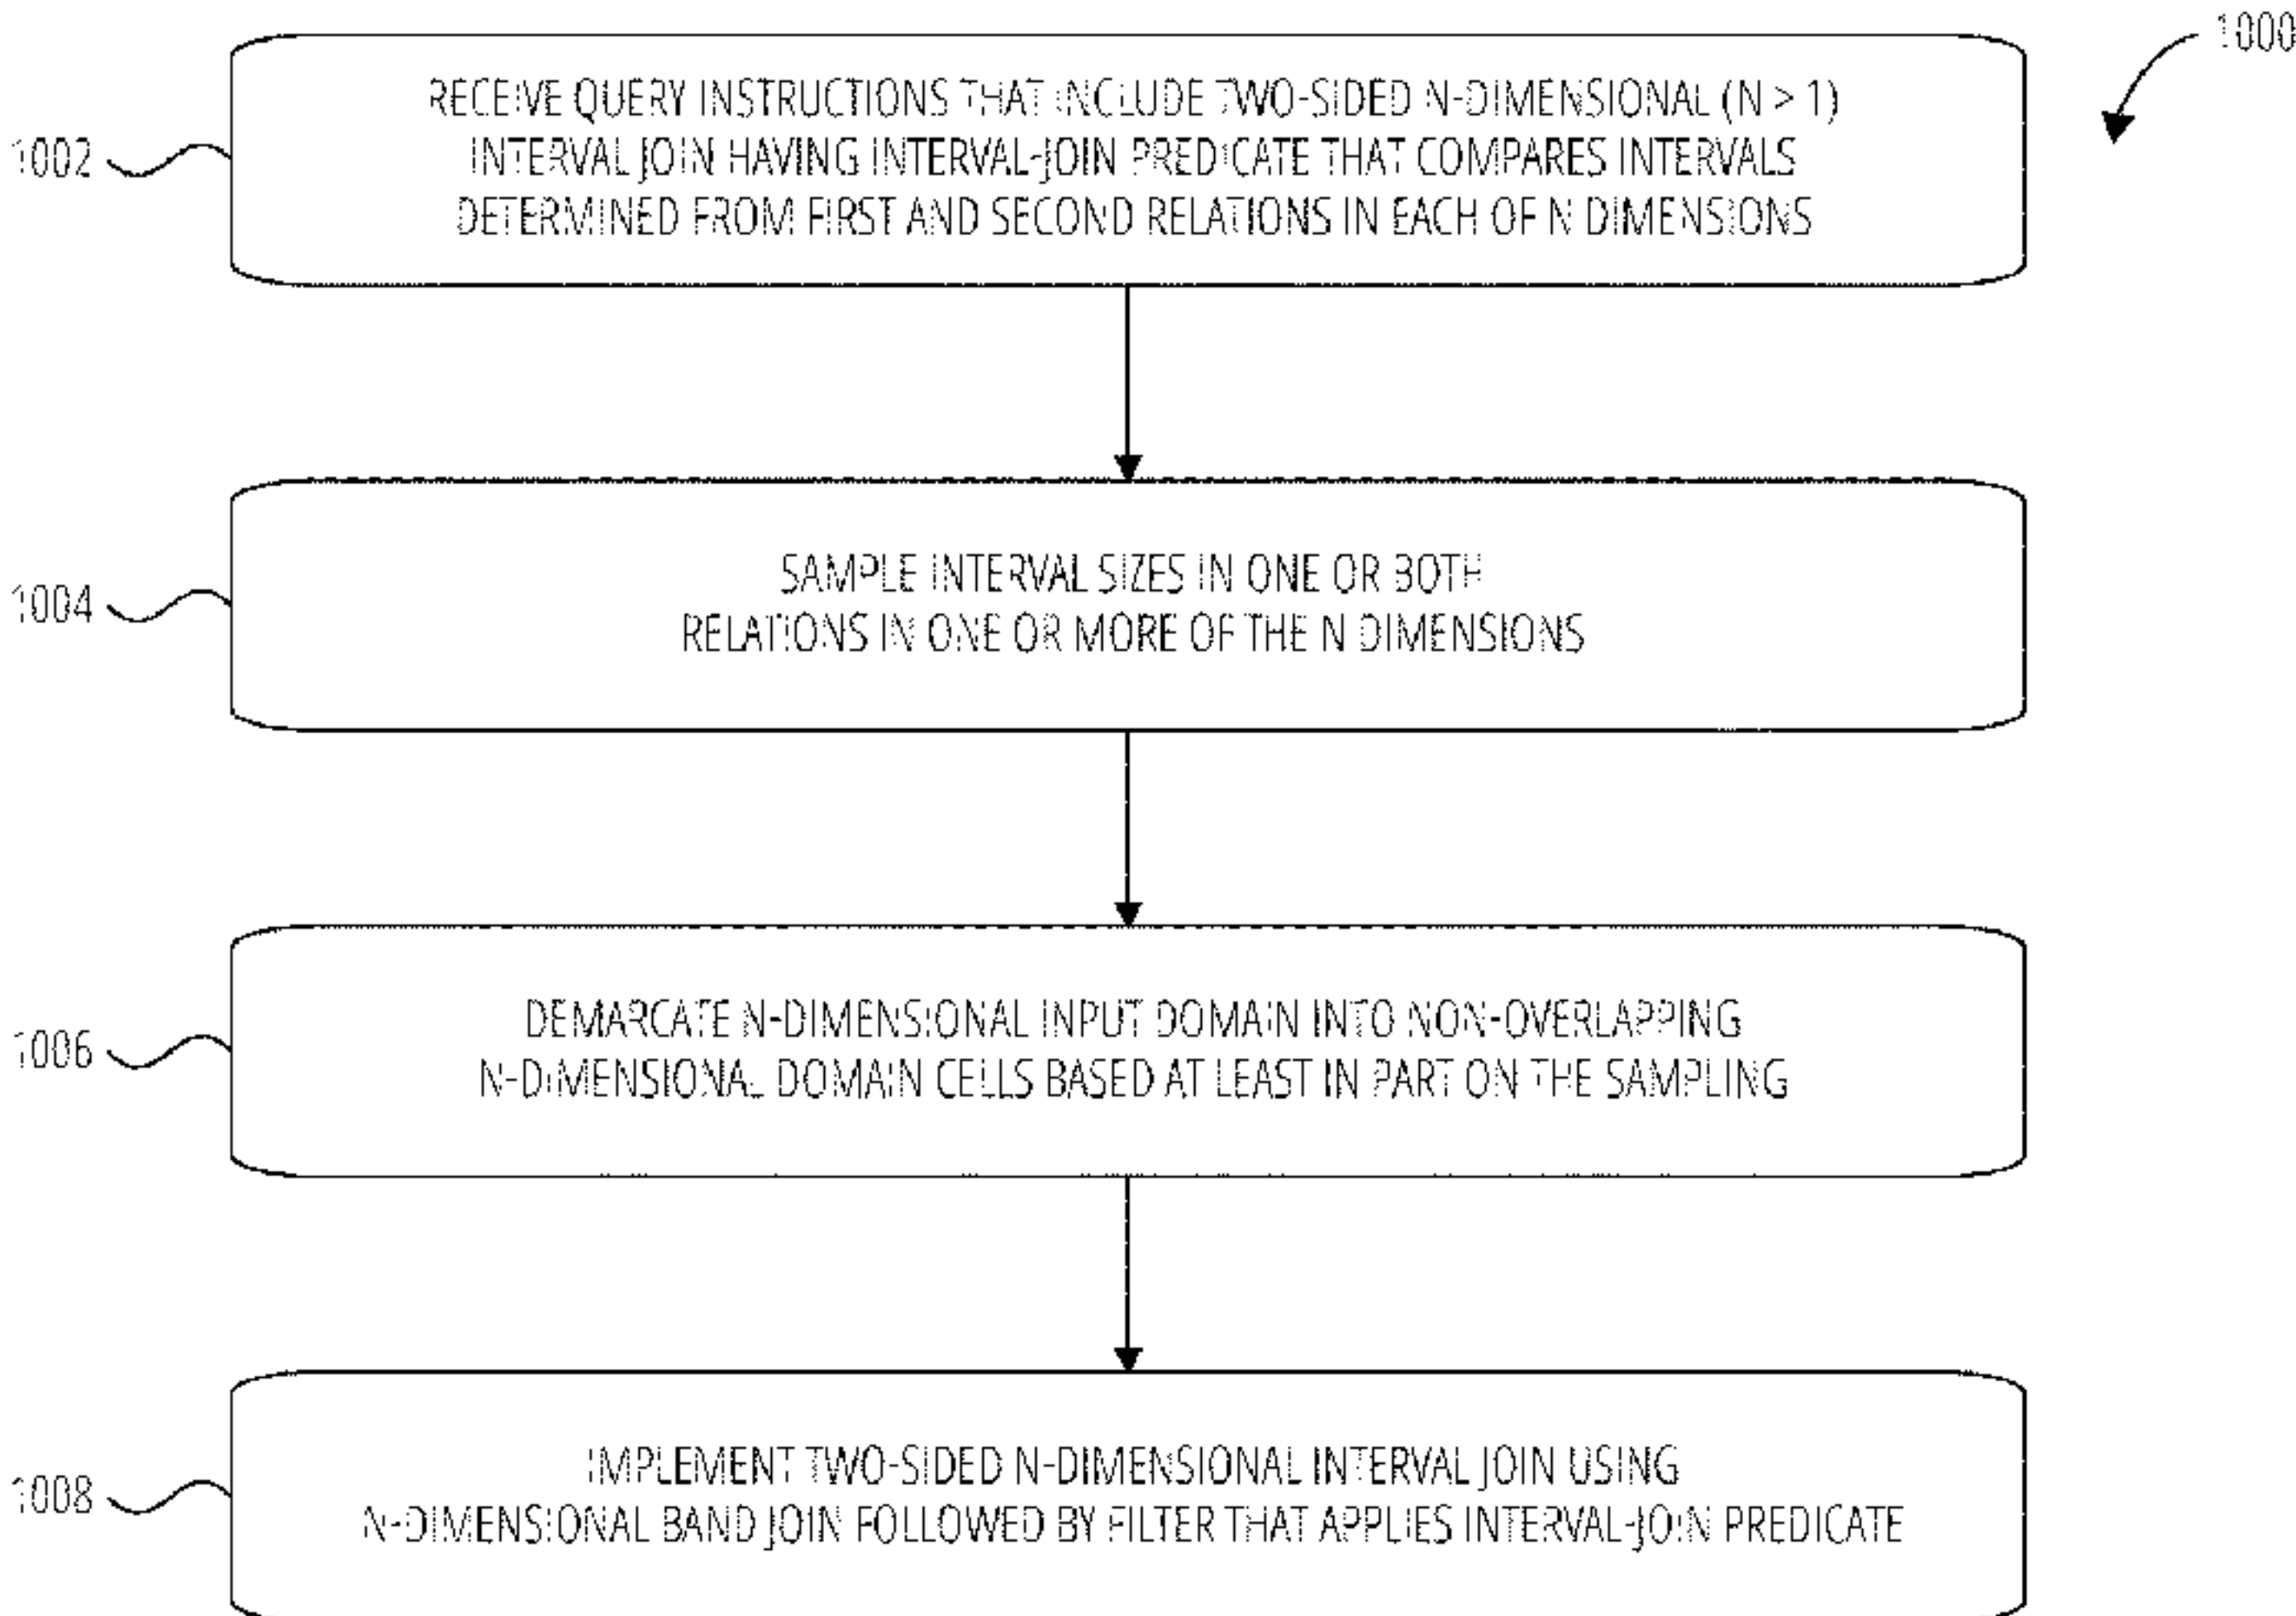 1000
RECEIVE QUERY INSTRUCTIONS THAT INCLUDE TWO-SIDED N-DIMENSIONAL (N > 1)
INTERVAL JOIN HAVING INTERVAL-JOIN PREDICATE THAT COMPARES INTERVALS
DETERMINED FROM FIRST AND SECOND RELATIONS IN EACH OF N DIMENSIONS
1002
SAMPLE INTERVAL SIZES IN ONE OR BOTH
RELATIONS IN ONE OR MORE OF THE N DIMENSIONS
1004
DEMARCATE N-DIMENSIONAL INPUT DOMAIN INTO NON-OVERLAPPING
N-DIMENSIONAL DOMAIN CELLS BASED AT LEAST IN PART ON THE SAMPLING
1006
IMPLEMENT TWO-SIDED N-DIMENSIONAL INTERVAL JOIN USING
N-DIMENSIONAL BAND JOIN FOLLOWED BY FILTER THAT APPLIES INTERVAL-JOIN PREDICATE
1008